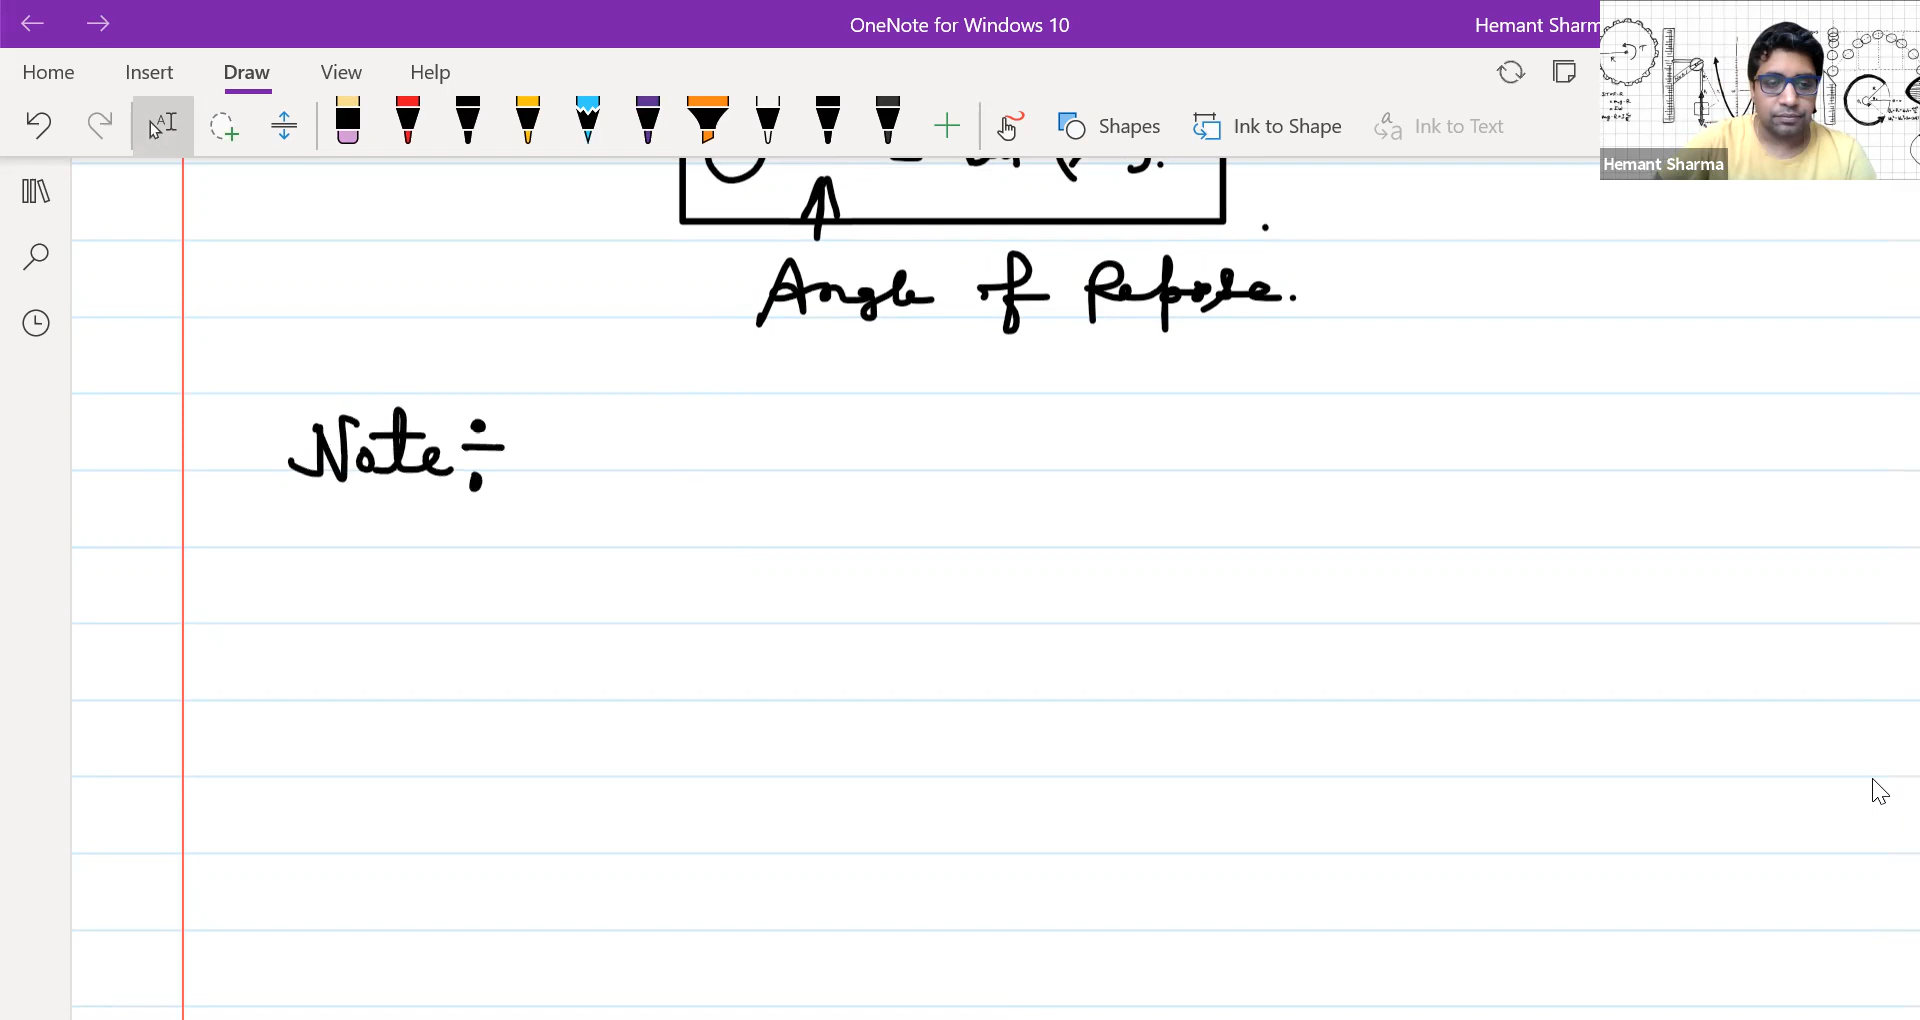 OneNote for Windows 10
Hemant Sharm
Home Insert Draw View Help
Shapes Ink to Shape Ink to Text
Hemant Sharma
Angle of Repose.
Note ÷